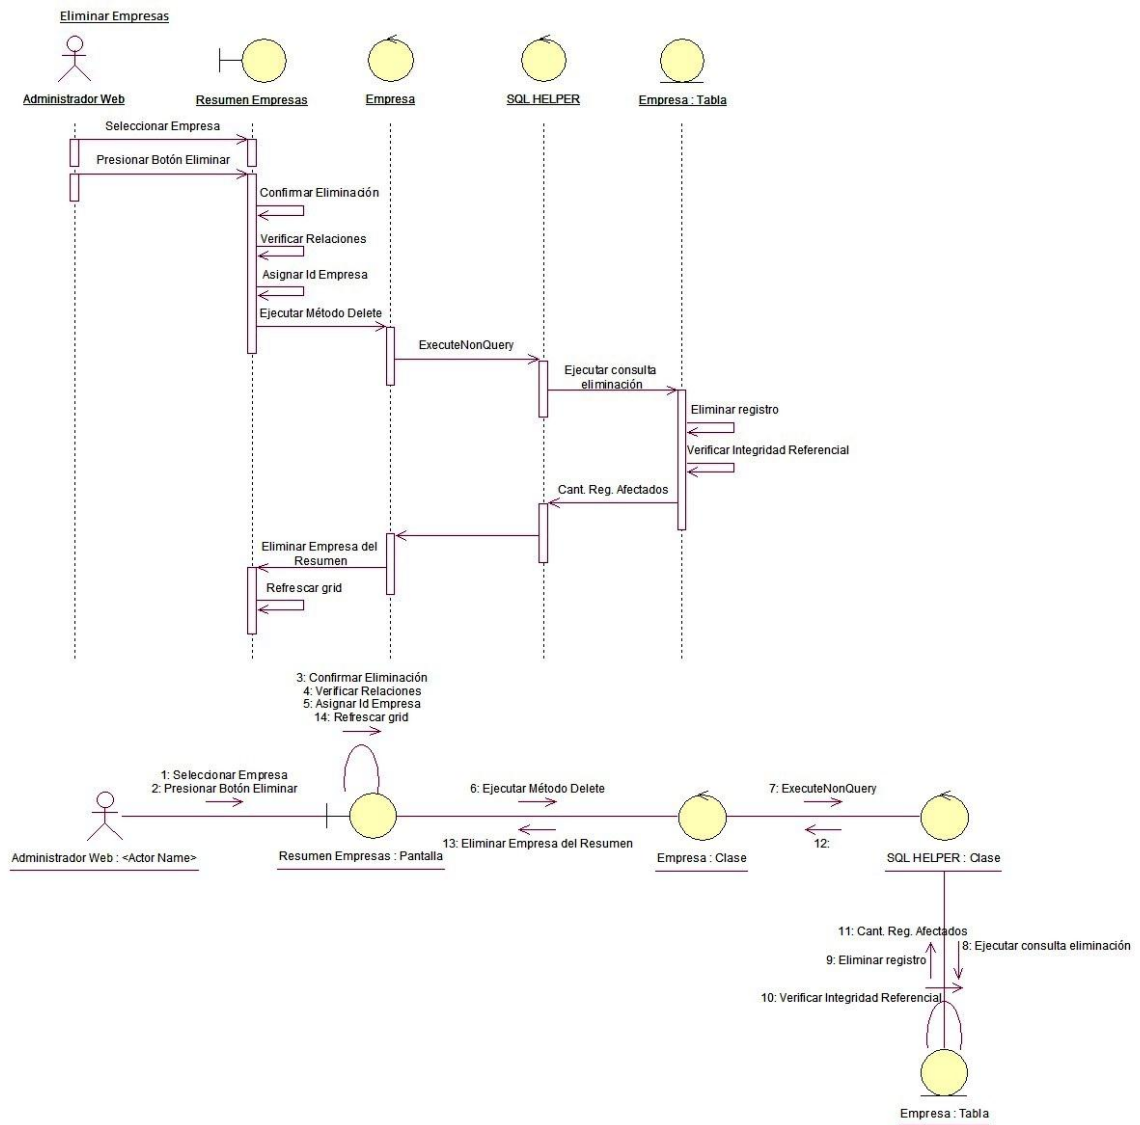 Eliminar Empresas
Administrador Web
Resumen Empresas
Empresa
SQL HELPER
Empresa : Tabla
Seleccionar Empresa
Presionar Botón Eliminar
Confirmar Eliminación
Verificar Relaciones
Asignar Id Empresa
Ejecutar Método Delete
ExecuteNonQuery
Ejecutar consulta
eliminación
Eliminar registro
Verificar Integridad Referencial
Cant. Reg. Afectados
Eliminar Empresa del
Resumen
Refrescar grid
3: Confirmar Eliminación
4: Verificar Relaciones
5: Asignar Id Empresa
14: Refrescar grid
1: Seleccionar Empresa
2: Presionar Botón Eliminar
6: Ejecutar Método Delete
7: ExecuteNonQuery
13: Eliminar Empresa del Resumen
12:
Administrador Web : <Actor Name>
Resumen Empresas : Pantalla
Empresa : Clase
SQL HELPER : Clase
11: Cant. Reg. Afectados
8: Ejecutar consulta eliminación
9: Eliminar registro
10: Verificar Integridad Referencial
Empresa : Tabla